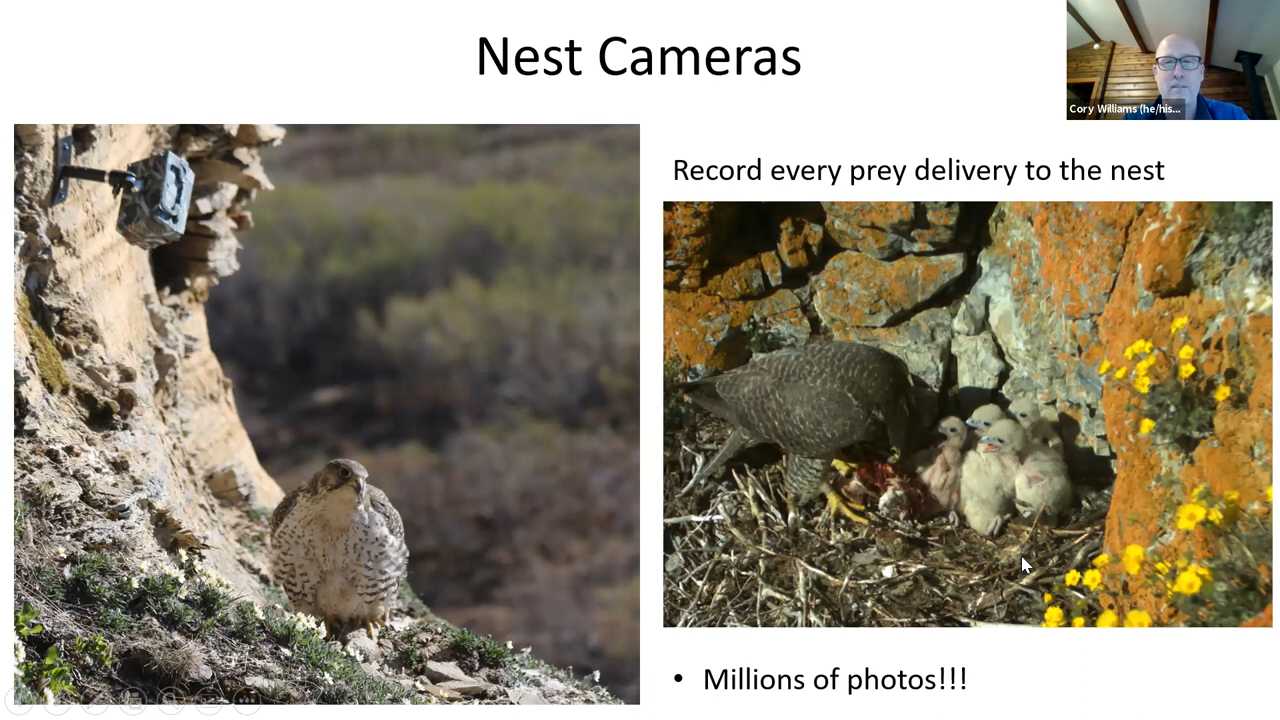 Nest Cameras
Cory Williams (he/his...
Record every prey delivery to the nest
• Millions of photos!!!